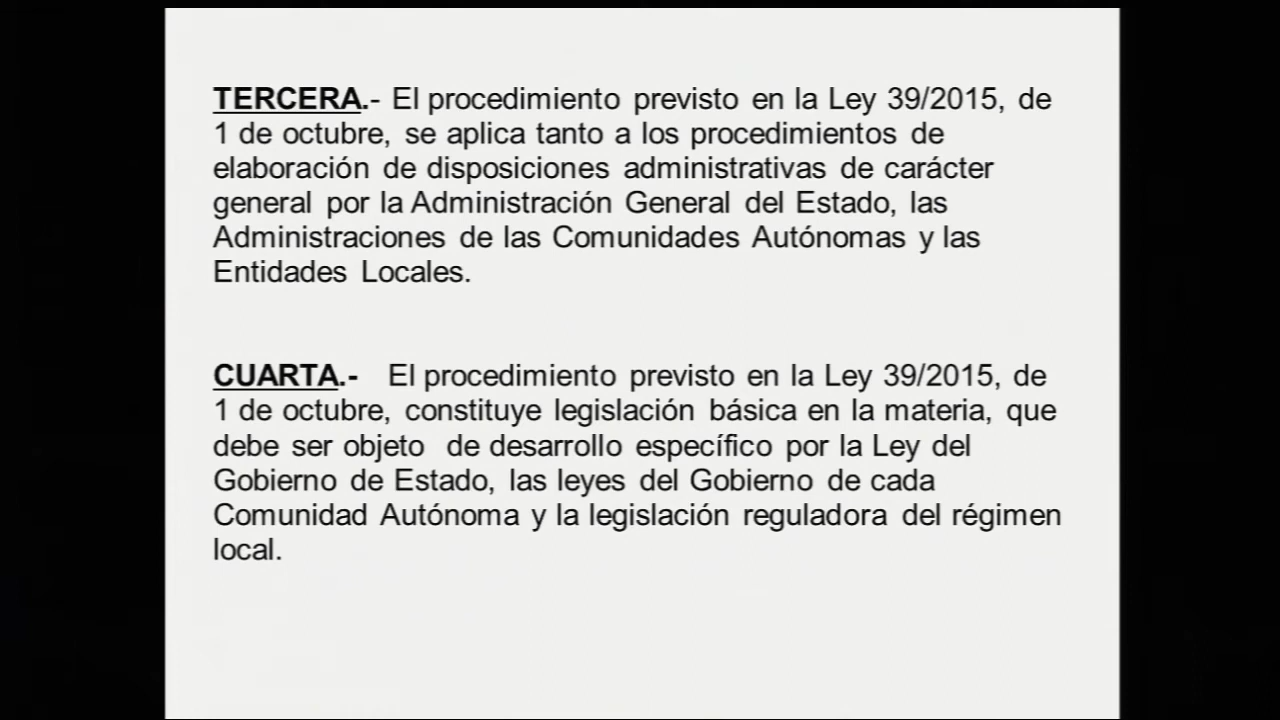 TERCERA.- El procedimiento previsto en la Ley 39/2015, de
1 de octubre, se aplica tanto a los procedimientos de
elaboración de disposiciones administrativas de carácter
general por la Administración General del Estado, las
Administraciones de las Comunidades Autónomas y las
Entidades Locales.
CUARTA.- El procedimiento previsto en la Ley 39/2015, de
1 de octubre, constituye legislación básica en la materia, que
debe ser objeto de desarrollo específico por la Ley del
Gobierno de Estado, las leyes del Gobierno de cada
Comunidad Autónoma y la legislación reguladora del régimen
local.